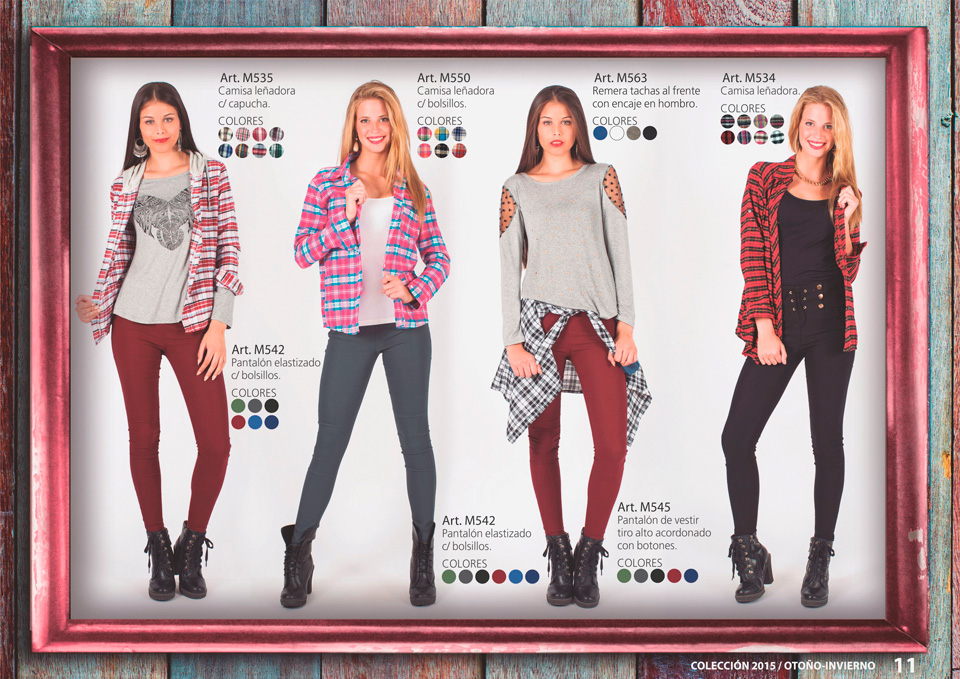 Art. M535
Camisa leñadora
c/ capucha.
COLORES
Art. M550
Camisa leñadora
c/ bolsillos.
COLORES
Art. M563
Remera tachas al frente
con encaje en hombro.
COLORES
Art. M534
Camisa leñadora.
COLORES
Art. M542
Pantalón elastizado
c/ bolsillos.
COLORES
Art. M542
Pantalón elastizado
c/ bolsillos.
COLORES
Art. M545
Pantalón de vestir
tiro alto acordonado
con botones.
COLORES
COLECCIÓN 2015 / OTOÑO-INVIERNO 11